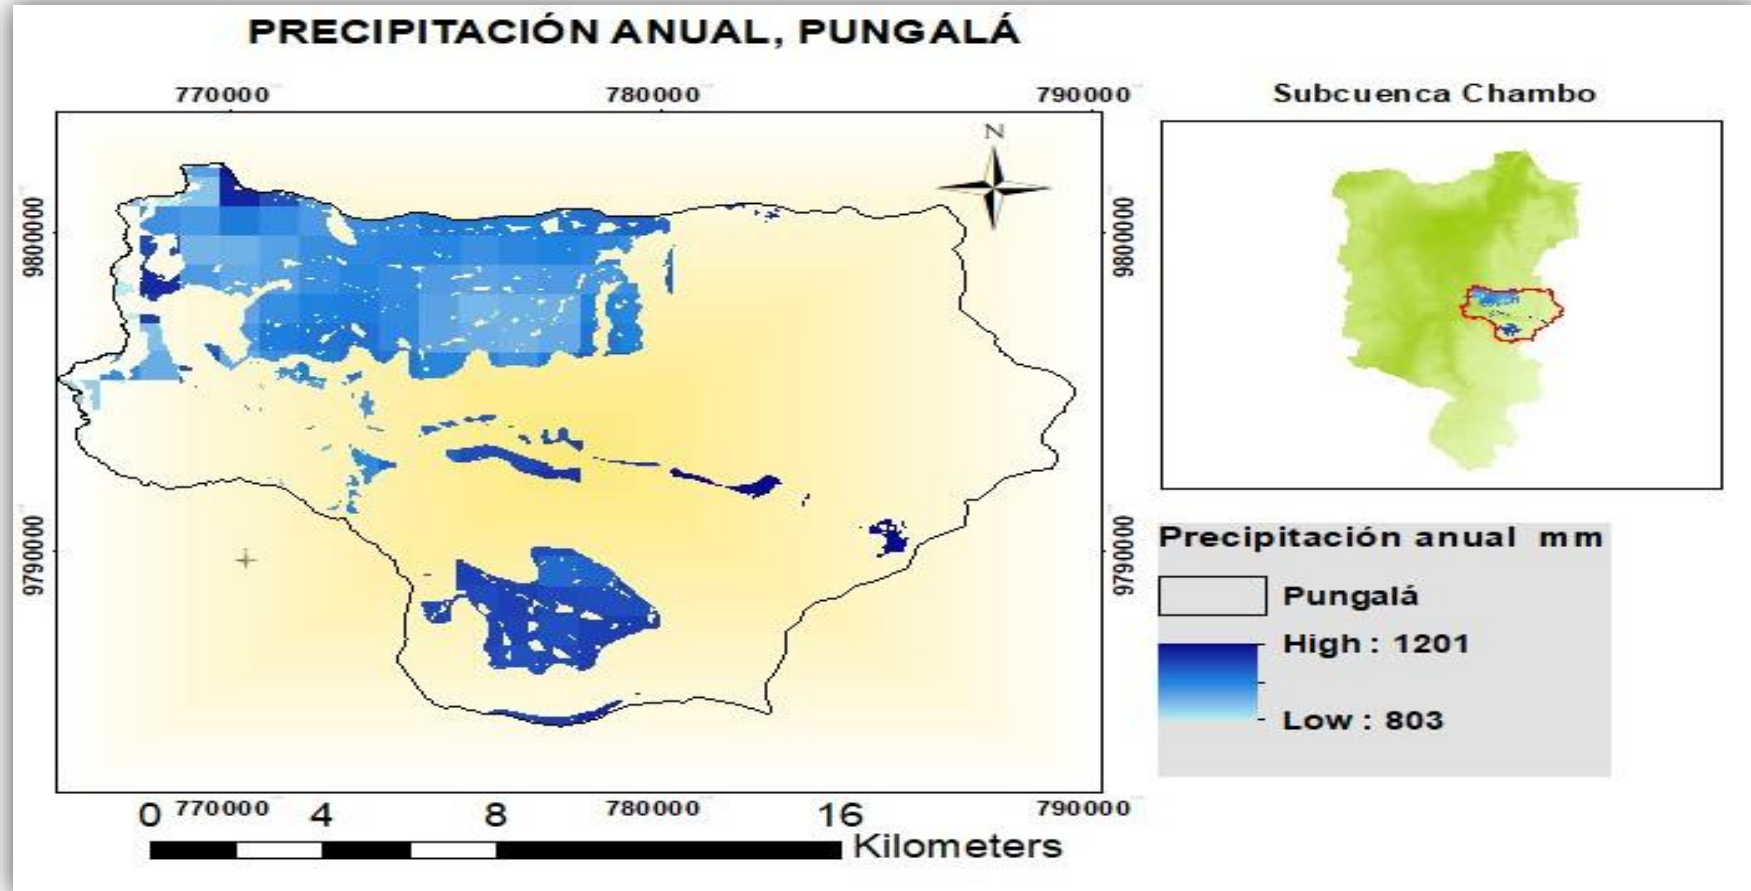 PRECIPITACIÓN ANUAL, PUNGALÁ
770000 780000 790000
Subcuenca Chambo
N
9800000 9800000
9790000 9790000
Precipitación anual mm
Pungalá
High : 1201
Low : 803
770000 780000 790000
0 4 8 16
Kilometers